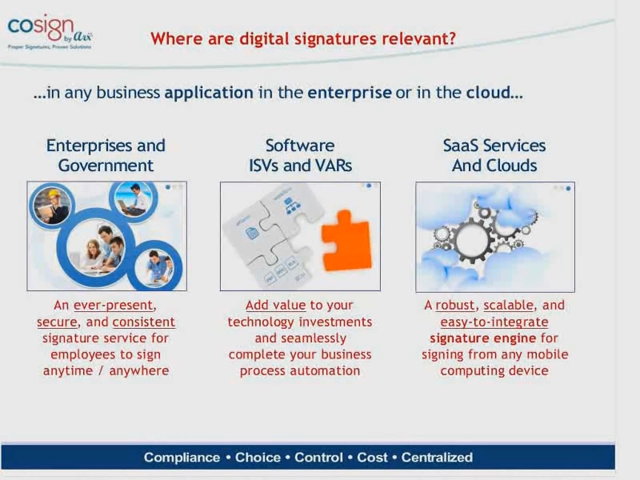 cosign
by arx
Proper Signatures, Proven Solutions
Where are digital signatures relevant?
...in any business application in the enterprise or in the cloud...
Enterprises and
Government
An ever-present,
secure, and consistent
signature service for
employees to sign
anytime / anywhere
Software
ISVs and VARs
Add value to your
technology investments
and seamlessly
complete your business
process automation
SaaS Services
And Clouds
A robust, scalable, and
easy-to-integrate
signature engine for
signing from any mobile
computing device
Compliance • Choice • Control • Cost • Centralized